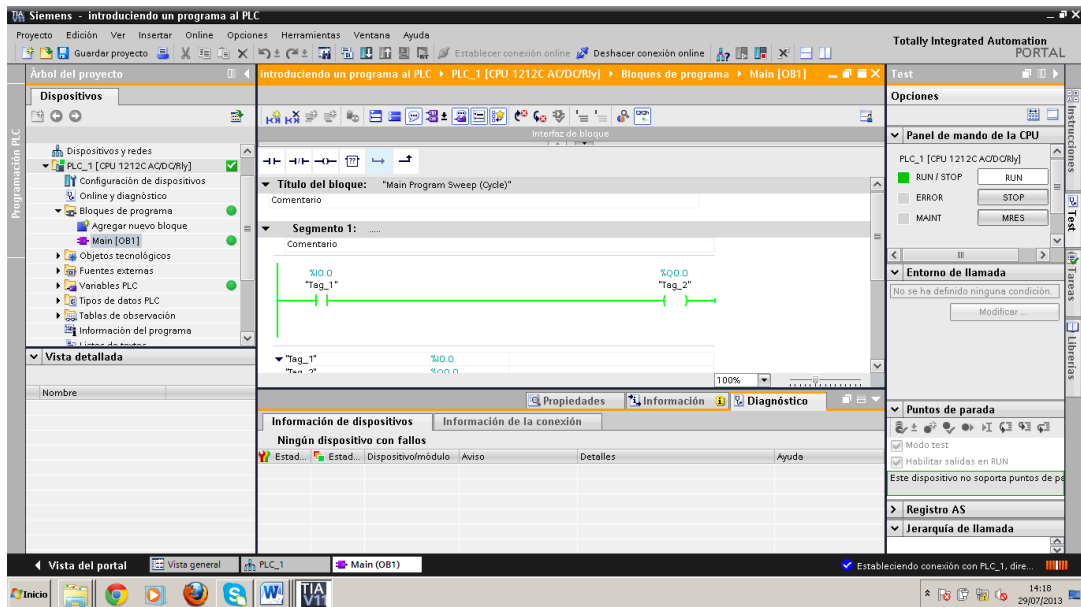 Siemens - introduciendo un programa al PLC
Proyecto Edición Ver Insertar Online Opciones Herramientas Ventana Ayuda
Guardar proyecto
Establecer conexión online
Deshacer conexión online
Totally Integrated Automation
PORTAL
Árbol del proyecto
introduciendo un programa al PLC
PLC_1 [CPU 1212C AC/DC/Rly]
Bloques de programa
Main [OB1]
Test
Dispositivos
Opciones
Programación PLC
Dispositivos y redes
PLC_1 [CPU 1212C AC/DC/Rly]
Configuración de dispositivos
Online y diagnóstico
Bloques de programa
Agregar nuevo bloque
Main [OB1]
Objetos tecnológicos
Fuentes externas
Variables PLC
Tipos de datos PLC
Tablas de observación
Información del programa
Listas de textos
Vista detallada
Nombre
Interfaz de bloque
Título del bloque: "Main Program Sweep (Cycle)"
Comentario
Segmento 1: .....
Comentario
%I0.0
"Tag_1"
%Q0.0
"Tag_2"
"Tag_1" %I0.0
"Tag_2" %Q0.0
100%
Propiedades
Información
Diagnóstico
Información de dispositivos
Información de la conexión
Ningún dispositivo con fallos
Estad... Estad... Dispositivo/módulo Aviso Detalles Ayuda
Panel de mando de la CPU
PLC_1 [CPU 1212C AC/DC/Rly]
RUN / STOP RUN
ERROR STOP
MAINT MRES
Entorno de llamada
No se ha definido ninguna condición.
Modificar ...
Puntos de parada
Modo test
Habilitar salidas en RUN
Este dispositivo no soporta puntos de pa
Registro AS
Jerarquía de llamada
Instrucciones
Test
Tareas
Librerías
Vista del portal
Vista general
PLC_1
Main (OB1)
Estableciendo conexión con PLC_1, dire...
Inicio
TIA
V11
14:18
29/07/2013